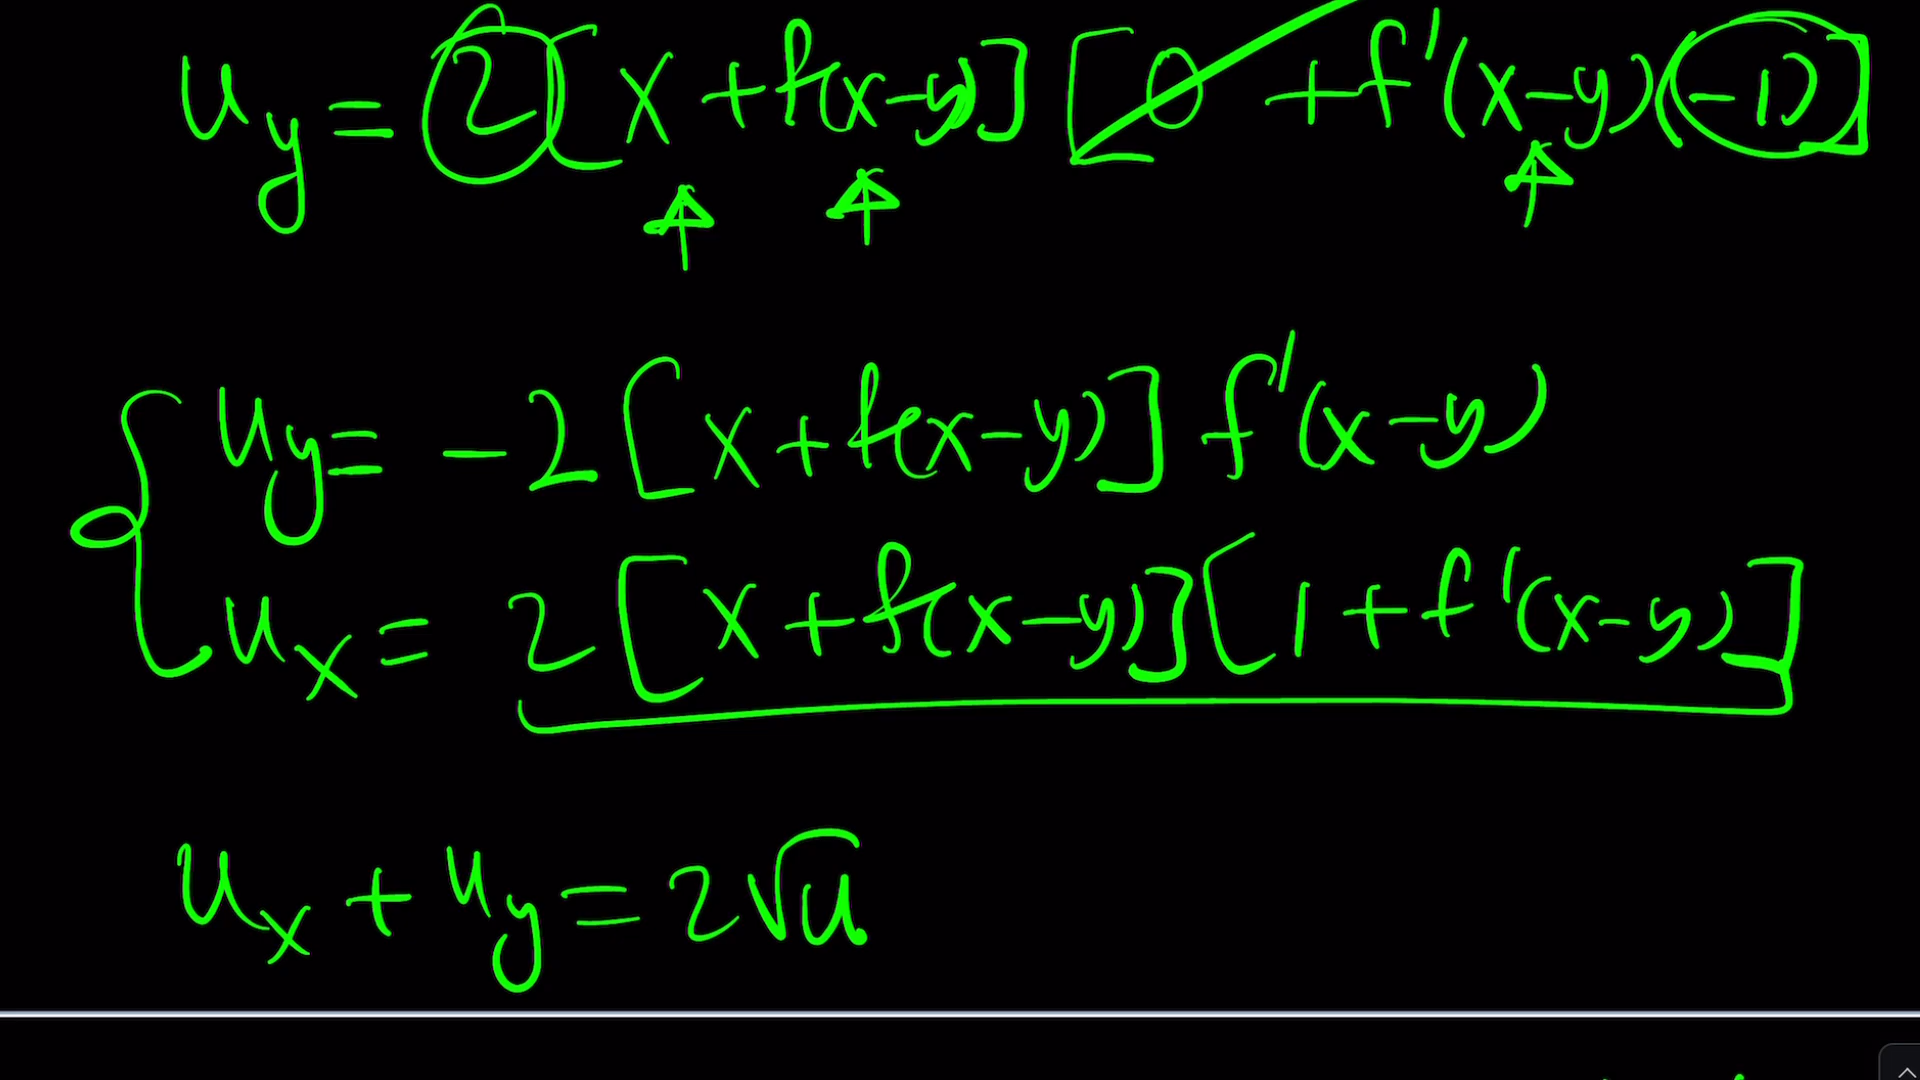 u_y = 2[x + f(x-y)][0 + f'(x-y)(-1)]
u_y = -2[x + f(x-y)] f'(x-y)
u_x = 2[x + f(x-y)][1 + f'(x-y)]
u_x + u_y = 2√u